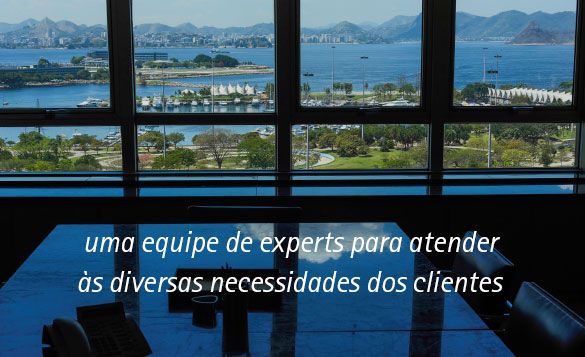 uma equipe de experts para atender
às diversas necessidades dos clientes